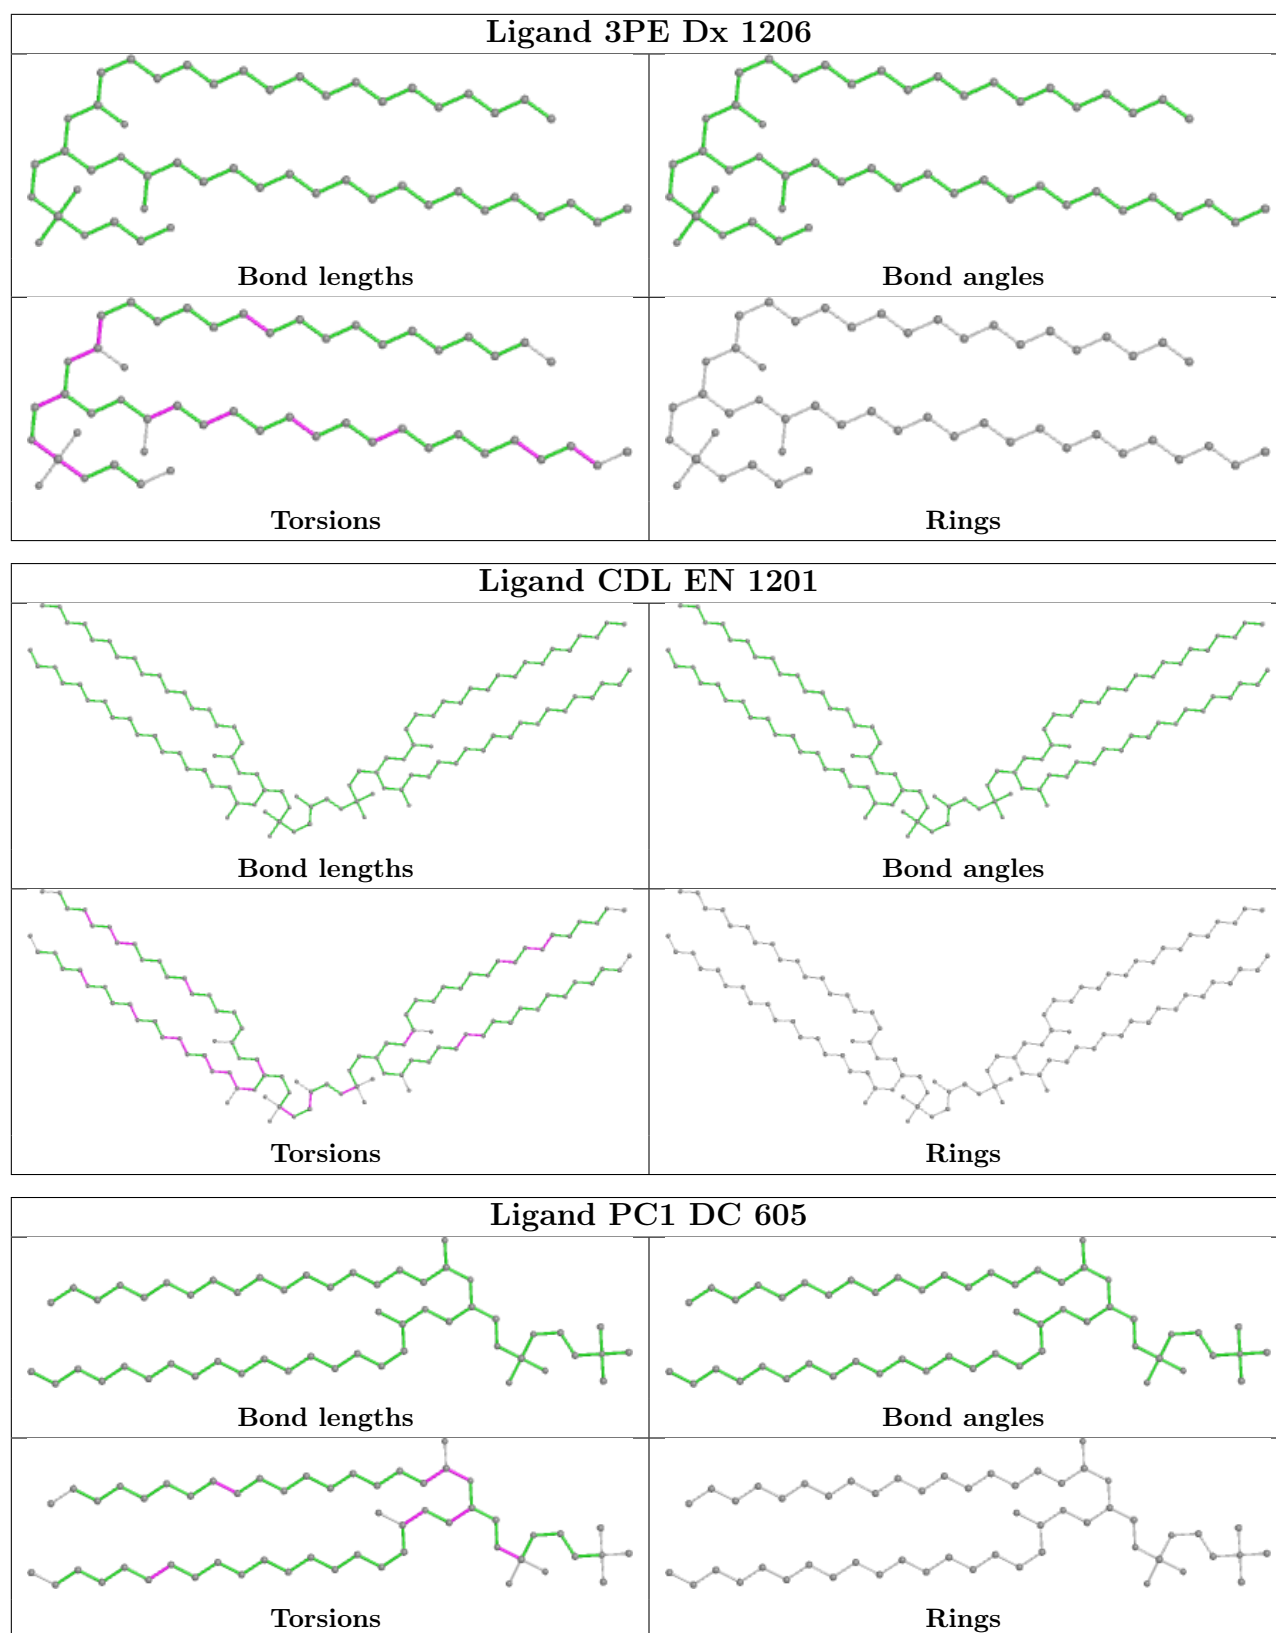 Ligand 3PE Dx 1206
Bond lengths
Bond angles
Torsions
Rings
Ligand CDL EN 1201
Bond lengths
Bond angles
Torsions
Rings
Ligand PC1 DC 605
Bond lengths
Bond angles
Torsions
Rings